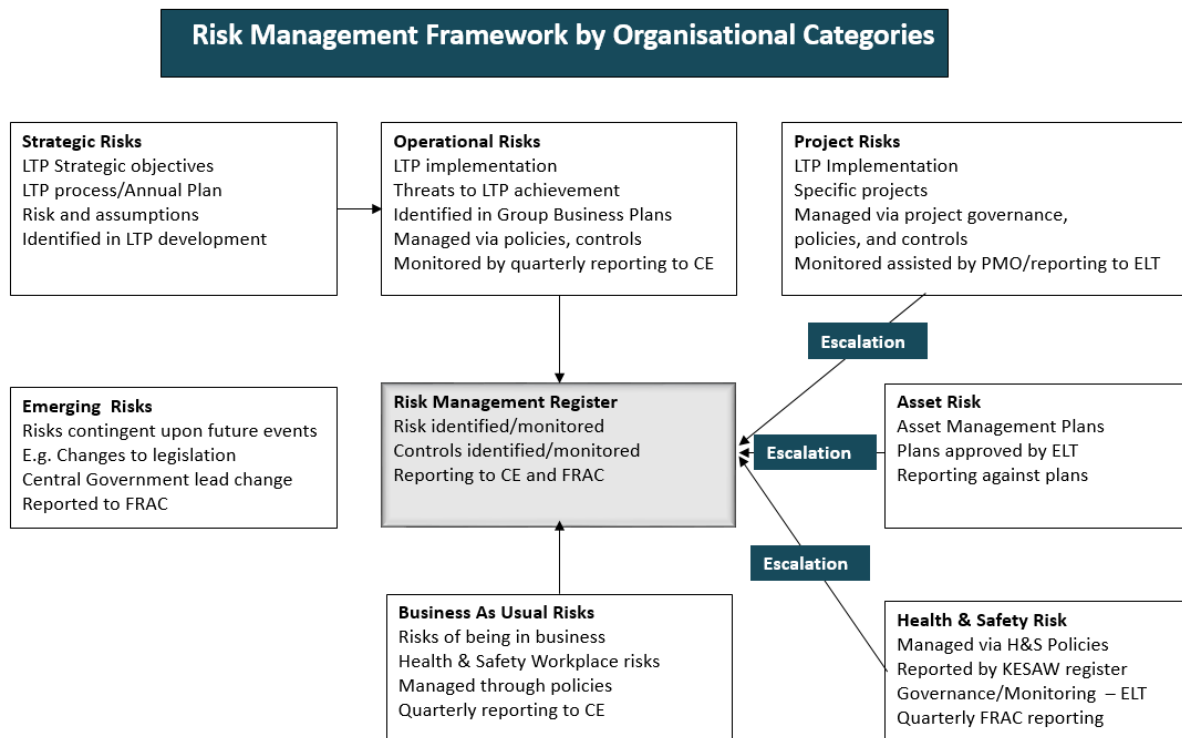 Risk Management Framework by Organisational Categories
Strategic Risks
LTP Strategic objectives
LTP process/Annual Plan
Risk and assumptions
Identified in LTP development
Operational Risks
LTP implementation
Threats to LTP achievement
Identified in Group Business Plans
Managed via policies, controls
Monitored by quarterly reporting to CE
Project Risks
LTP Implementation
Specific projects
Managed via project governance,
policies, and controls
Monitored assisted by PMO/reporting to ELT
Escalation
Emerging  Risks
Risks contingent upon future events
E.g. Changes to legislation
Central Government lead change
Reported to FRAC
Risk Management Register
Risk identified/monitored
Controls identified/monitored
Reporting to CE and FRAC
Escalation
Asset Risk
Asset Management Plans
Plans approved by ELT
Reporting against plans
Escalation
Business As Usual Risks
Risks of being in business
Health & Safety Workplace risks
Managed through policies
Quarterly reporting to CE
Health & Safety Risk
Managed via H&S Policies
Reported by KESAW register
Governance/Monitoring  – ELT
Quarterly FRAC reporting